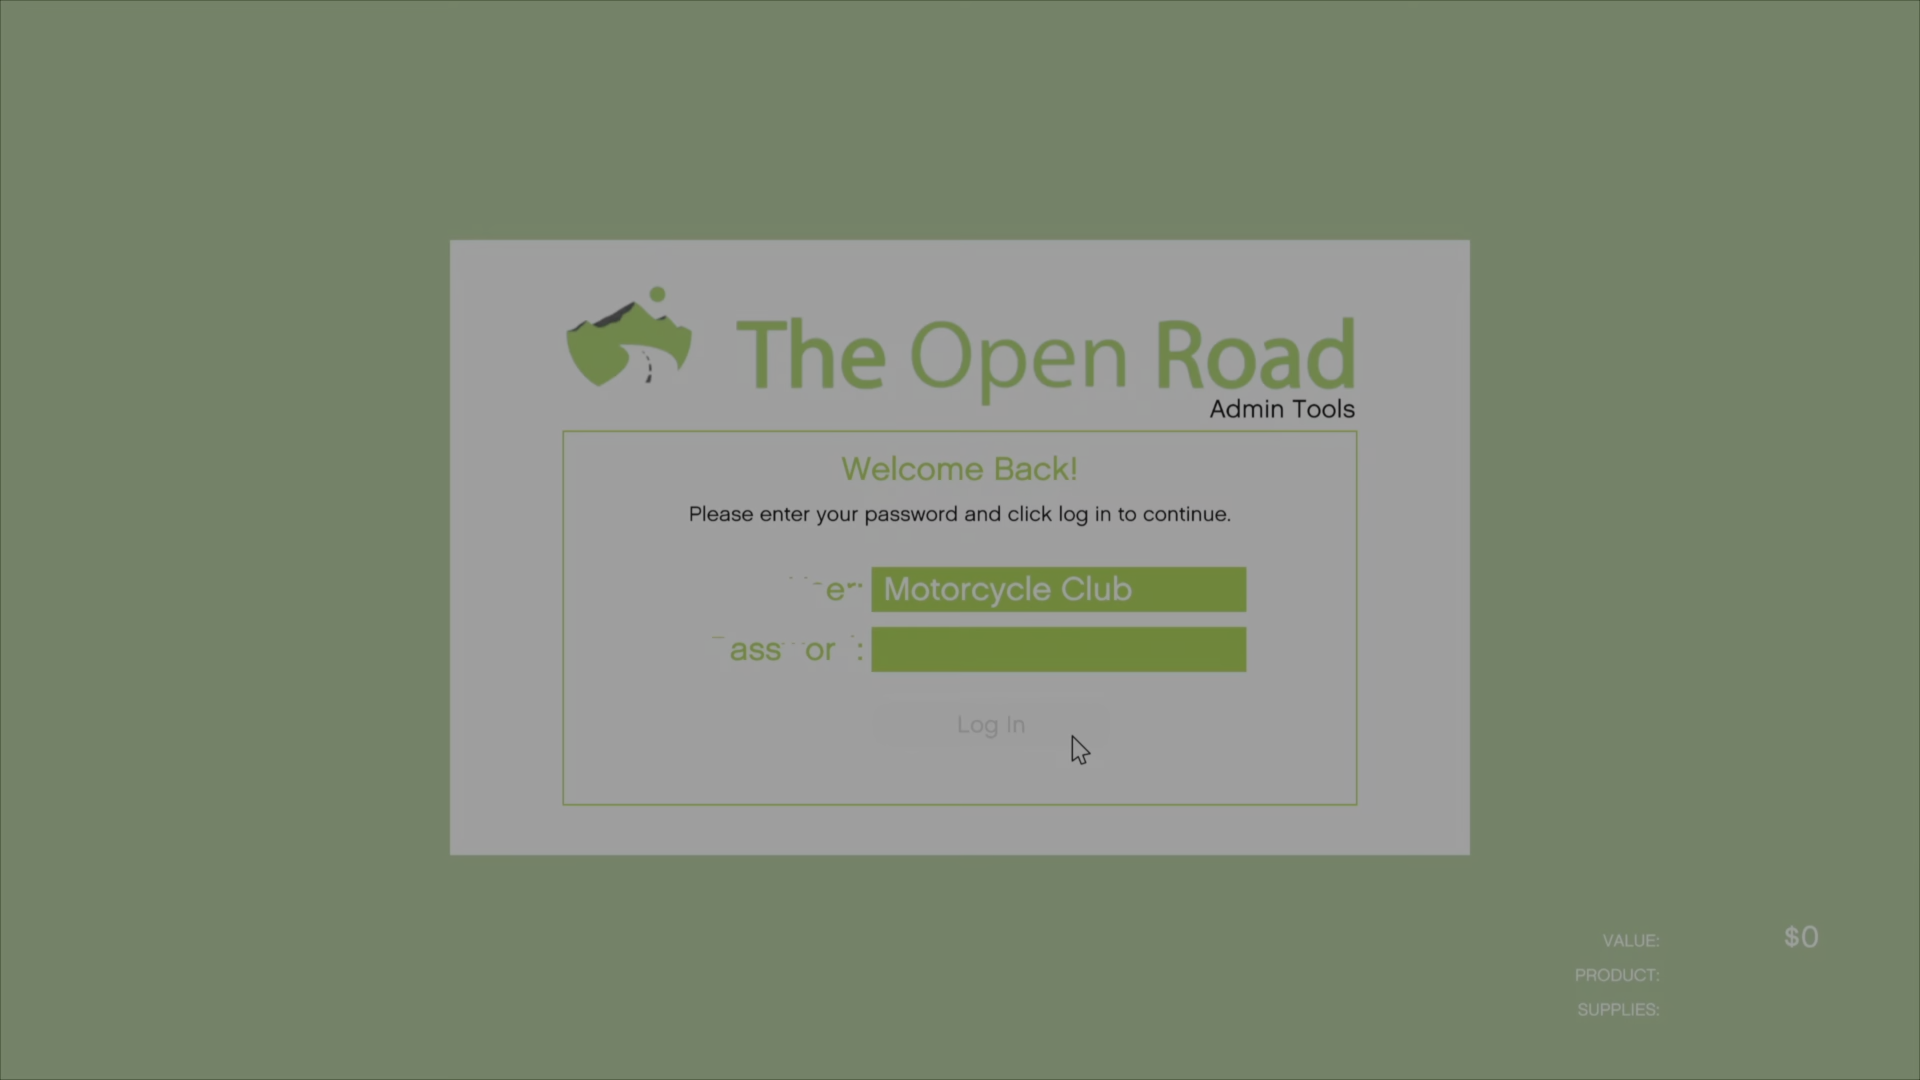 The Open Road
Admin Tools
Welcome Back!
Please enter your password and click log in to continue.
Motorcycle Club
Log In
VALUE: $0
PRODUCT:
SUPPLIES: